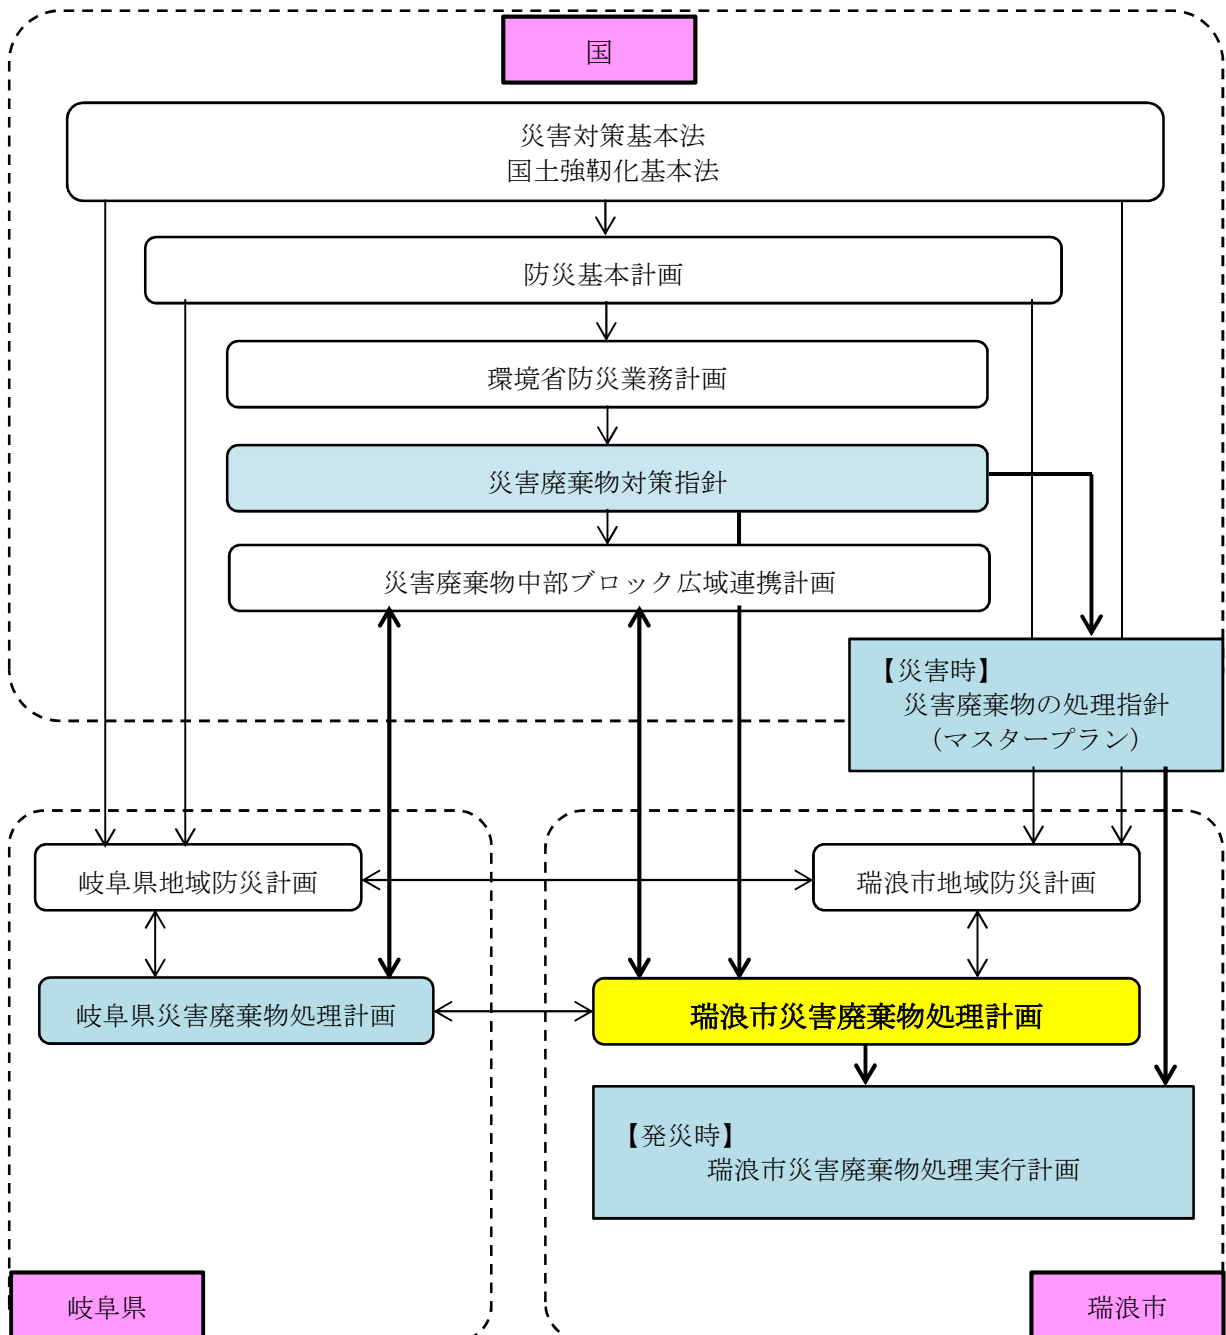 国
災害対策基本法
国土強靭化基本法
防災基本計画
環境省防災業務計画
災害廃棄物対策指針
災害廃棄物中部ブロック広域連携計画
【災害時】
災害廃棄物の処理指針
（マスタープラン）
岐阜県地域防災計画
瑞浪市地域防災計画
岐阜県災害廃棄物処理計画
瑞浪市災害廃棄物処理計画
【発災時】
瑞浪市災害廃棄物処理実行計画
岐阜県
瑞浪市